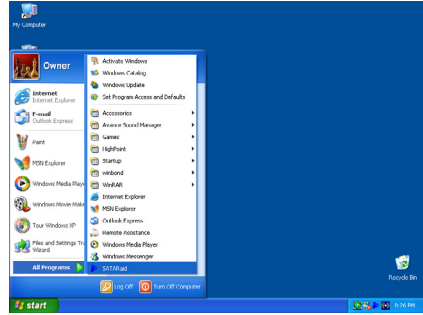 My Computer
Owner
Internet
Internet Explorer
E-mail
Outlook Express
Paint
MSN Explorer
Windows Media Playe
Windows Movie Make
Tour Windows XP
Files and Settings Tra
Wizard
All Programs
Activate Windows
Windows Catalog
Windows Update
Set Program Access and Defaults
Accessories
Avance Sound Manager
Games
HighPoint
Startup
winbond
WinRAR
Internet Explorer
MSN Explorer
Outlook Express
Remote Assistance
Windows Media Player
Windows Messenger
SATARaid
Log Off
Turn Off Computer
Recycle Bin
start
8:26 PM